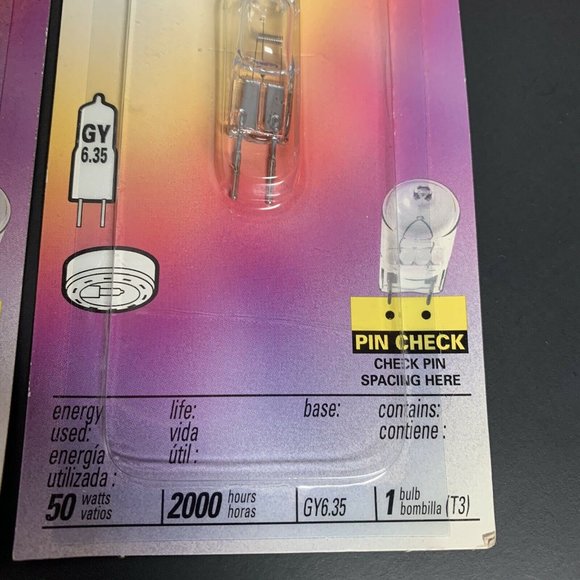 GY
6.35
PIN CHECK
CHECK PIN
SPACING HERE
energy used: energía utilizada :
life: vida útil :
base:
contains: contiene :
50 watts vatios
2000 hours horas
GY6.35
1 bulb bombilla (T3)